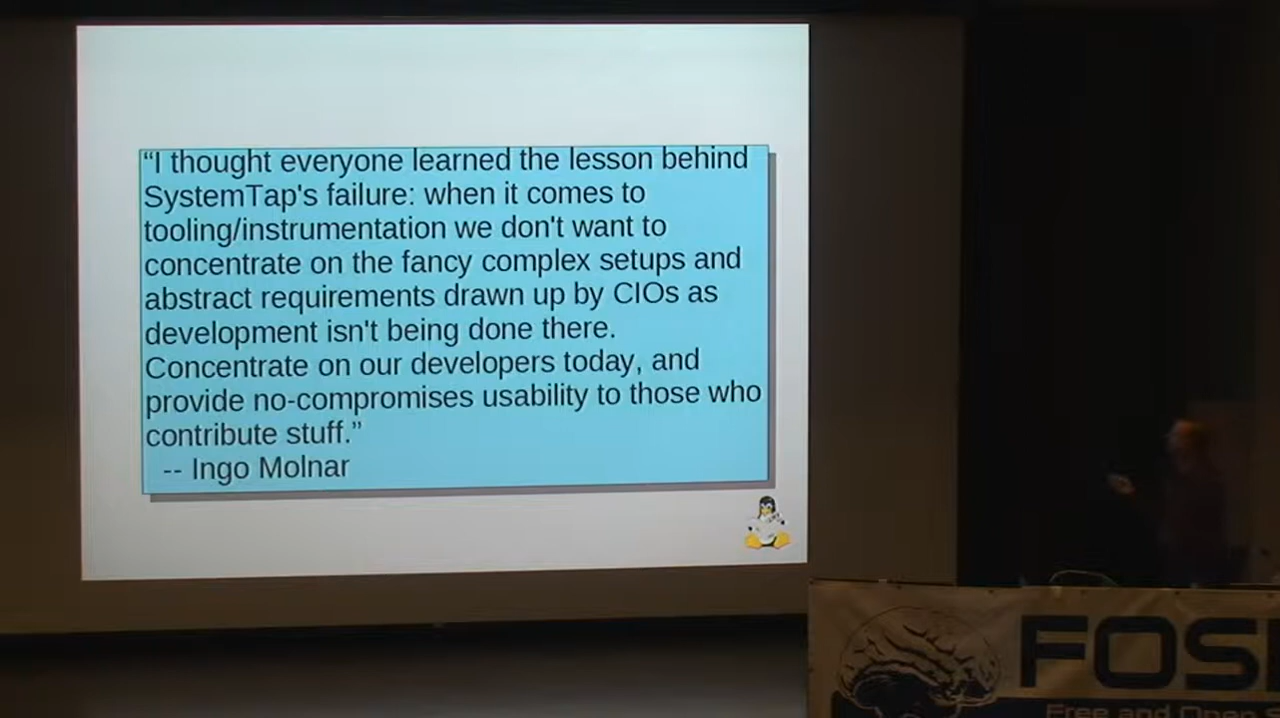 “I thought everyone learned the lesson behind
SystemTap's failure: when it comes to
tooling/instrumentation we don't want to
concentrate on the fancy complex setups and
abstract requirements drawn up by CIOs as
development isn't being done there.
Concentrate on our developers today, and
provide no-compromises usability to those who
contribute stuff.”
-- Ingo Molnar
FOS
Free and Open